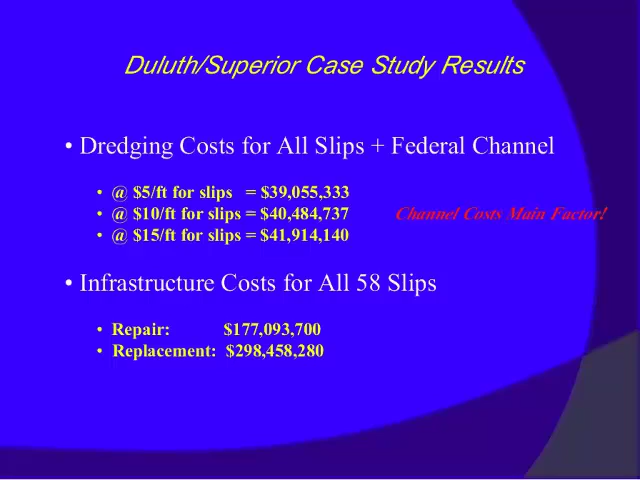 Duluth/Superior Case Study Results
• Dredging Costs for All Slips + Federal Channel
• @ $5/ft for slips = $39,055,333
• @ $10/ft for slips = $40,484,737 Channel Costs Main Factor!
• @ $15/ft for slips = $41,914,140
• Infrastructure Costs for All 58 Slips
• Repair: $177,093,700
• Replacement: $298,458,280